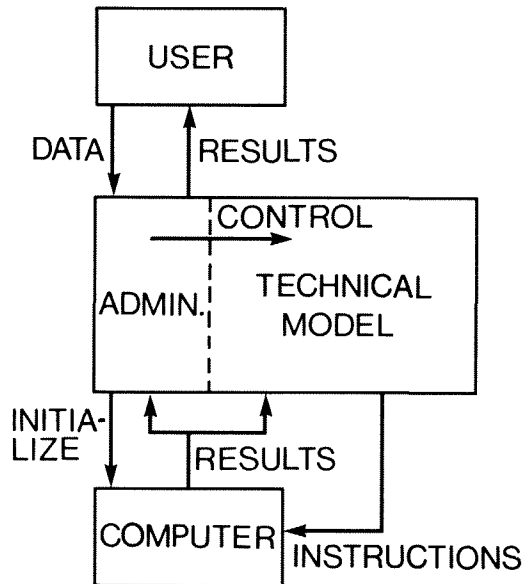 USER
DATA
RESULTS
CONTROL
ADMIN.
TECHNICAL
MODEL
INITIA-
LIZE
RESULTS
COMPUTER
INSTRUCTIONS